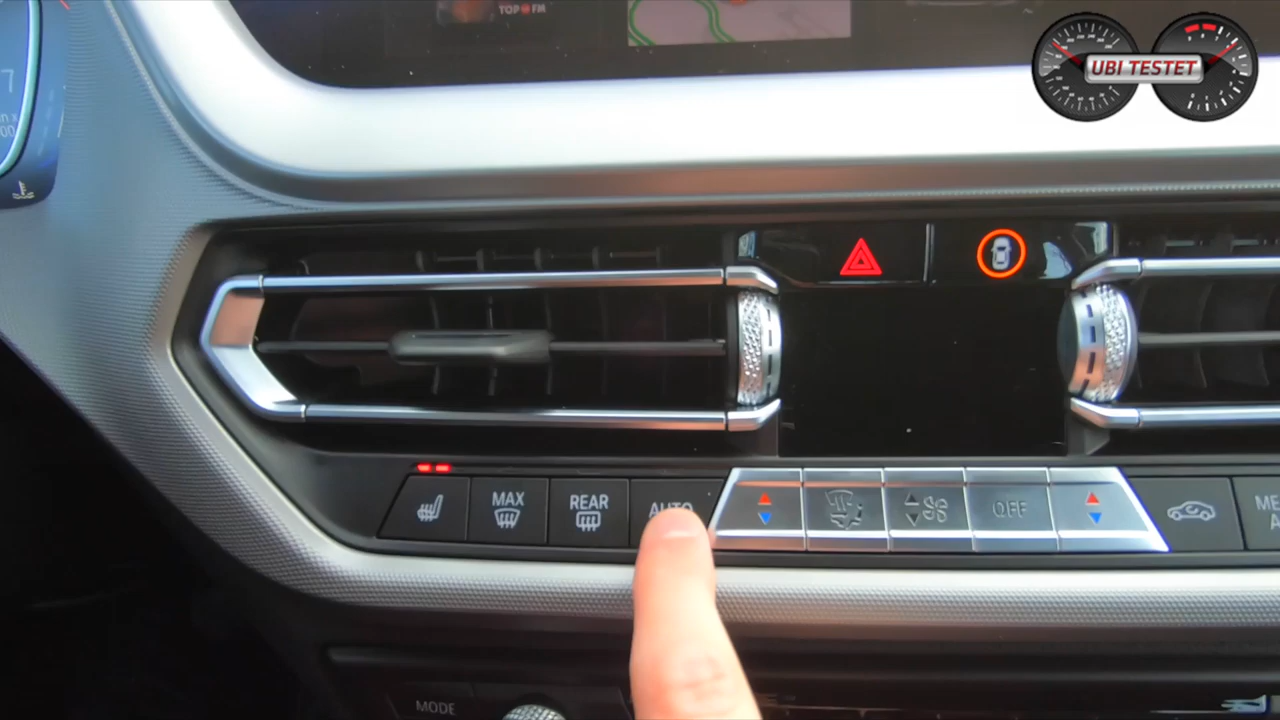 TOP FM
UBI TESTET
MAX
REAR
AUTO
OFF
MODE